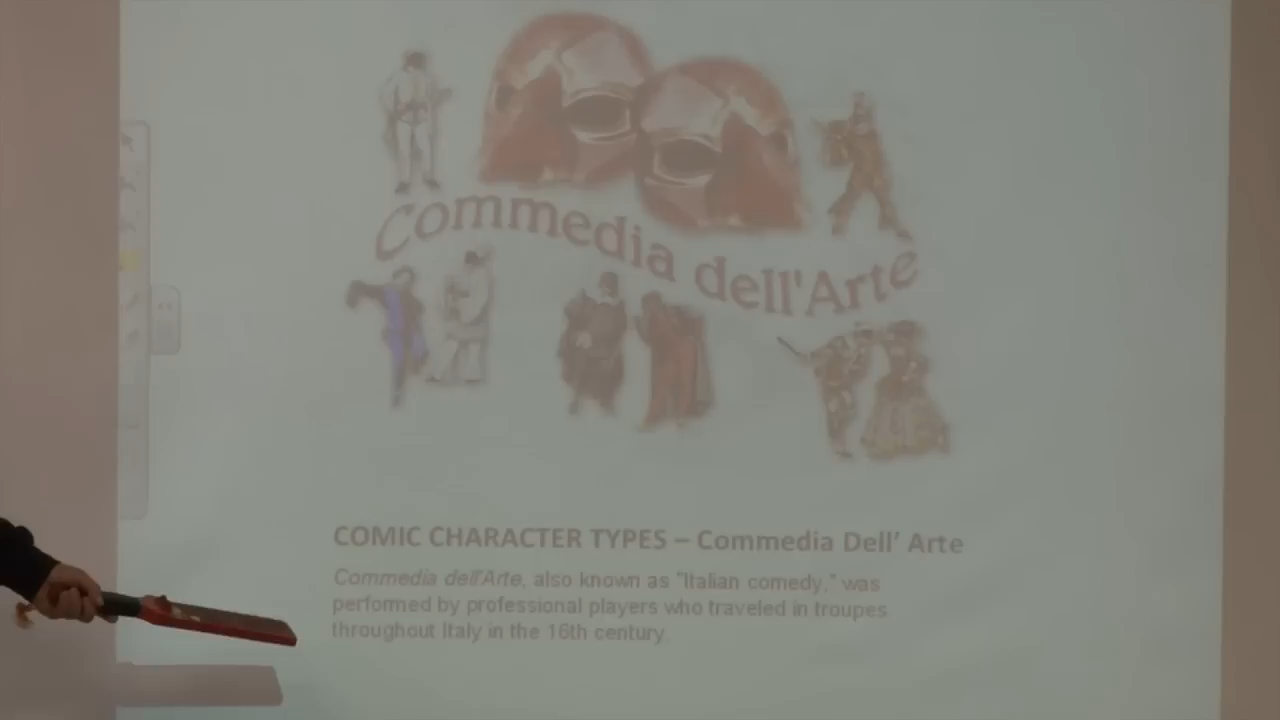 Commedia dell'Arte
COMIC CHARACTER TYPES – Commedia Dell' Arte
Commedia dell'Arte, also known as "Italian comedy," was
performed by professional players who traveled in troupes
throughout Italy in the 16th century.